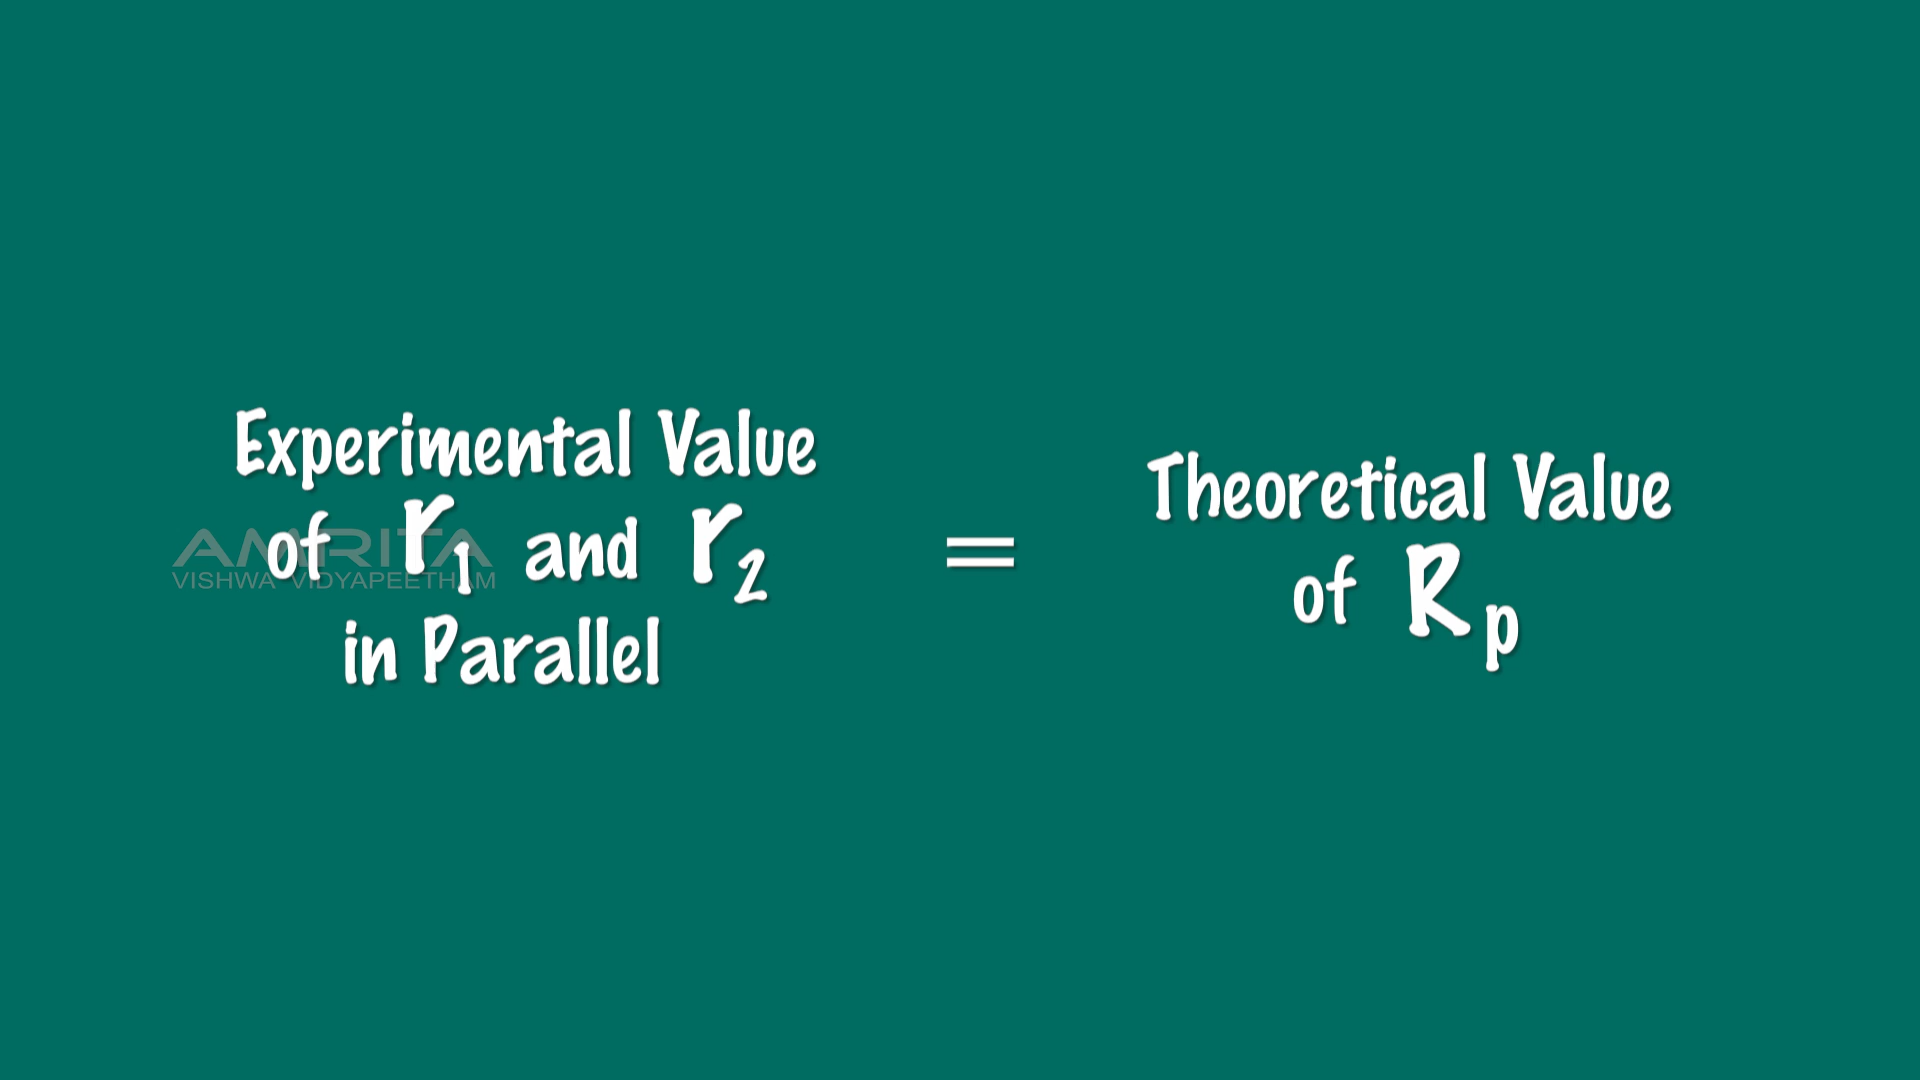 Experimental Value
of r1 and r2
in Parallel
=
Theoretical Value
of Rp
AMRITA
VISHWA VIDYAPEETHAM